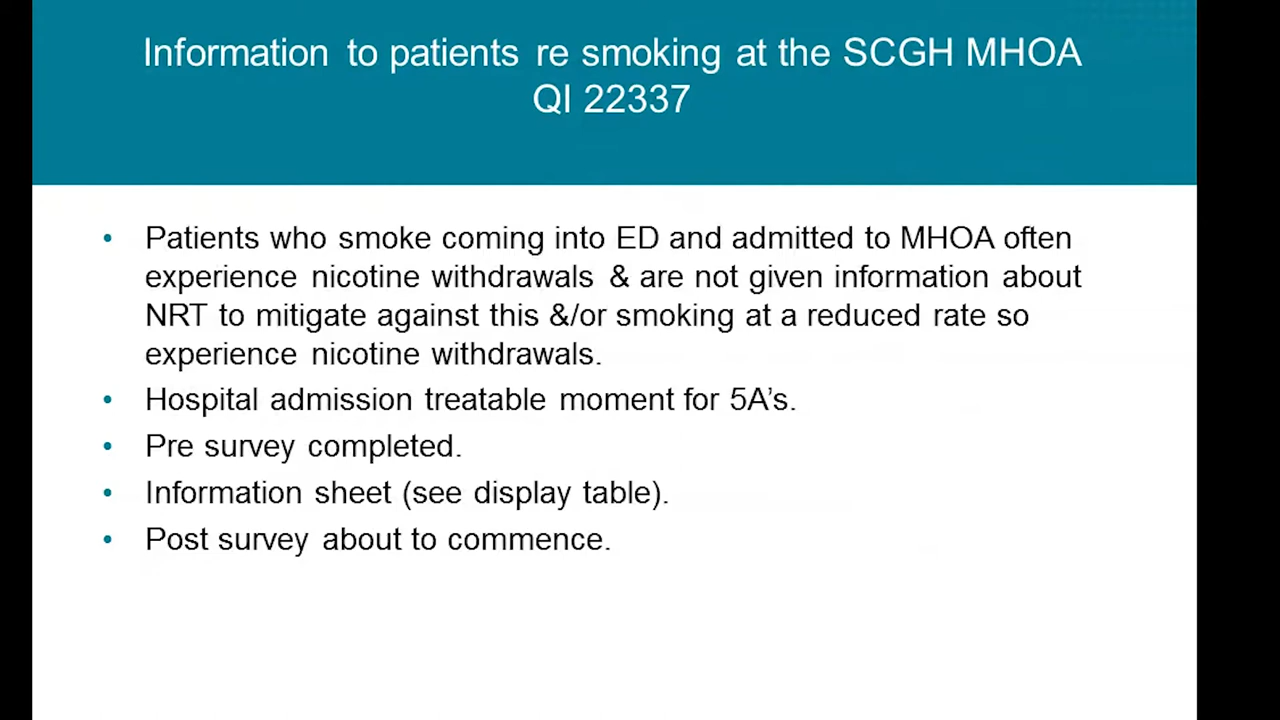 Information to patients re smoking at the SCGH MHOA
QI 22337
• Patients who smoke coming into ED and admitted to MHOA often
experience nicotine withdrawals & are not given information about
NRT to mitigate against this &/or smoking at a reduced rate so
experience nicotine withdrawals.
• Hospital admission treatable moment for 5A’s.
• Pre survey completed.
• Information sheet (see display table).
• Post survey about to commence.